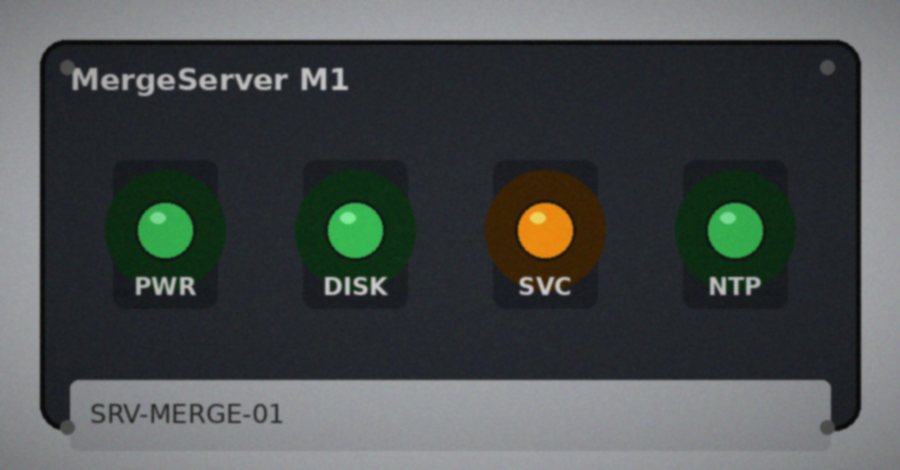 MergeServer M1
PWR
DISK
SVC
NTP
SRV-MERGE-01